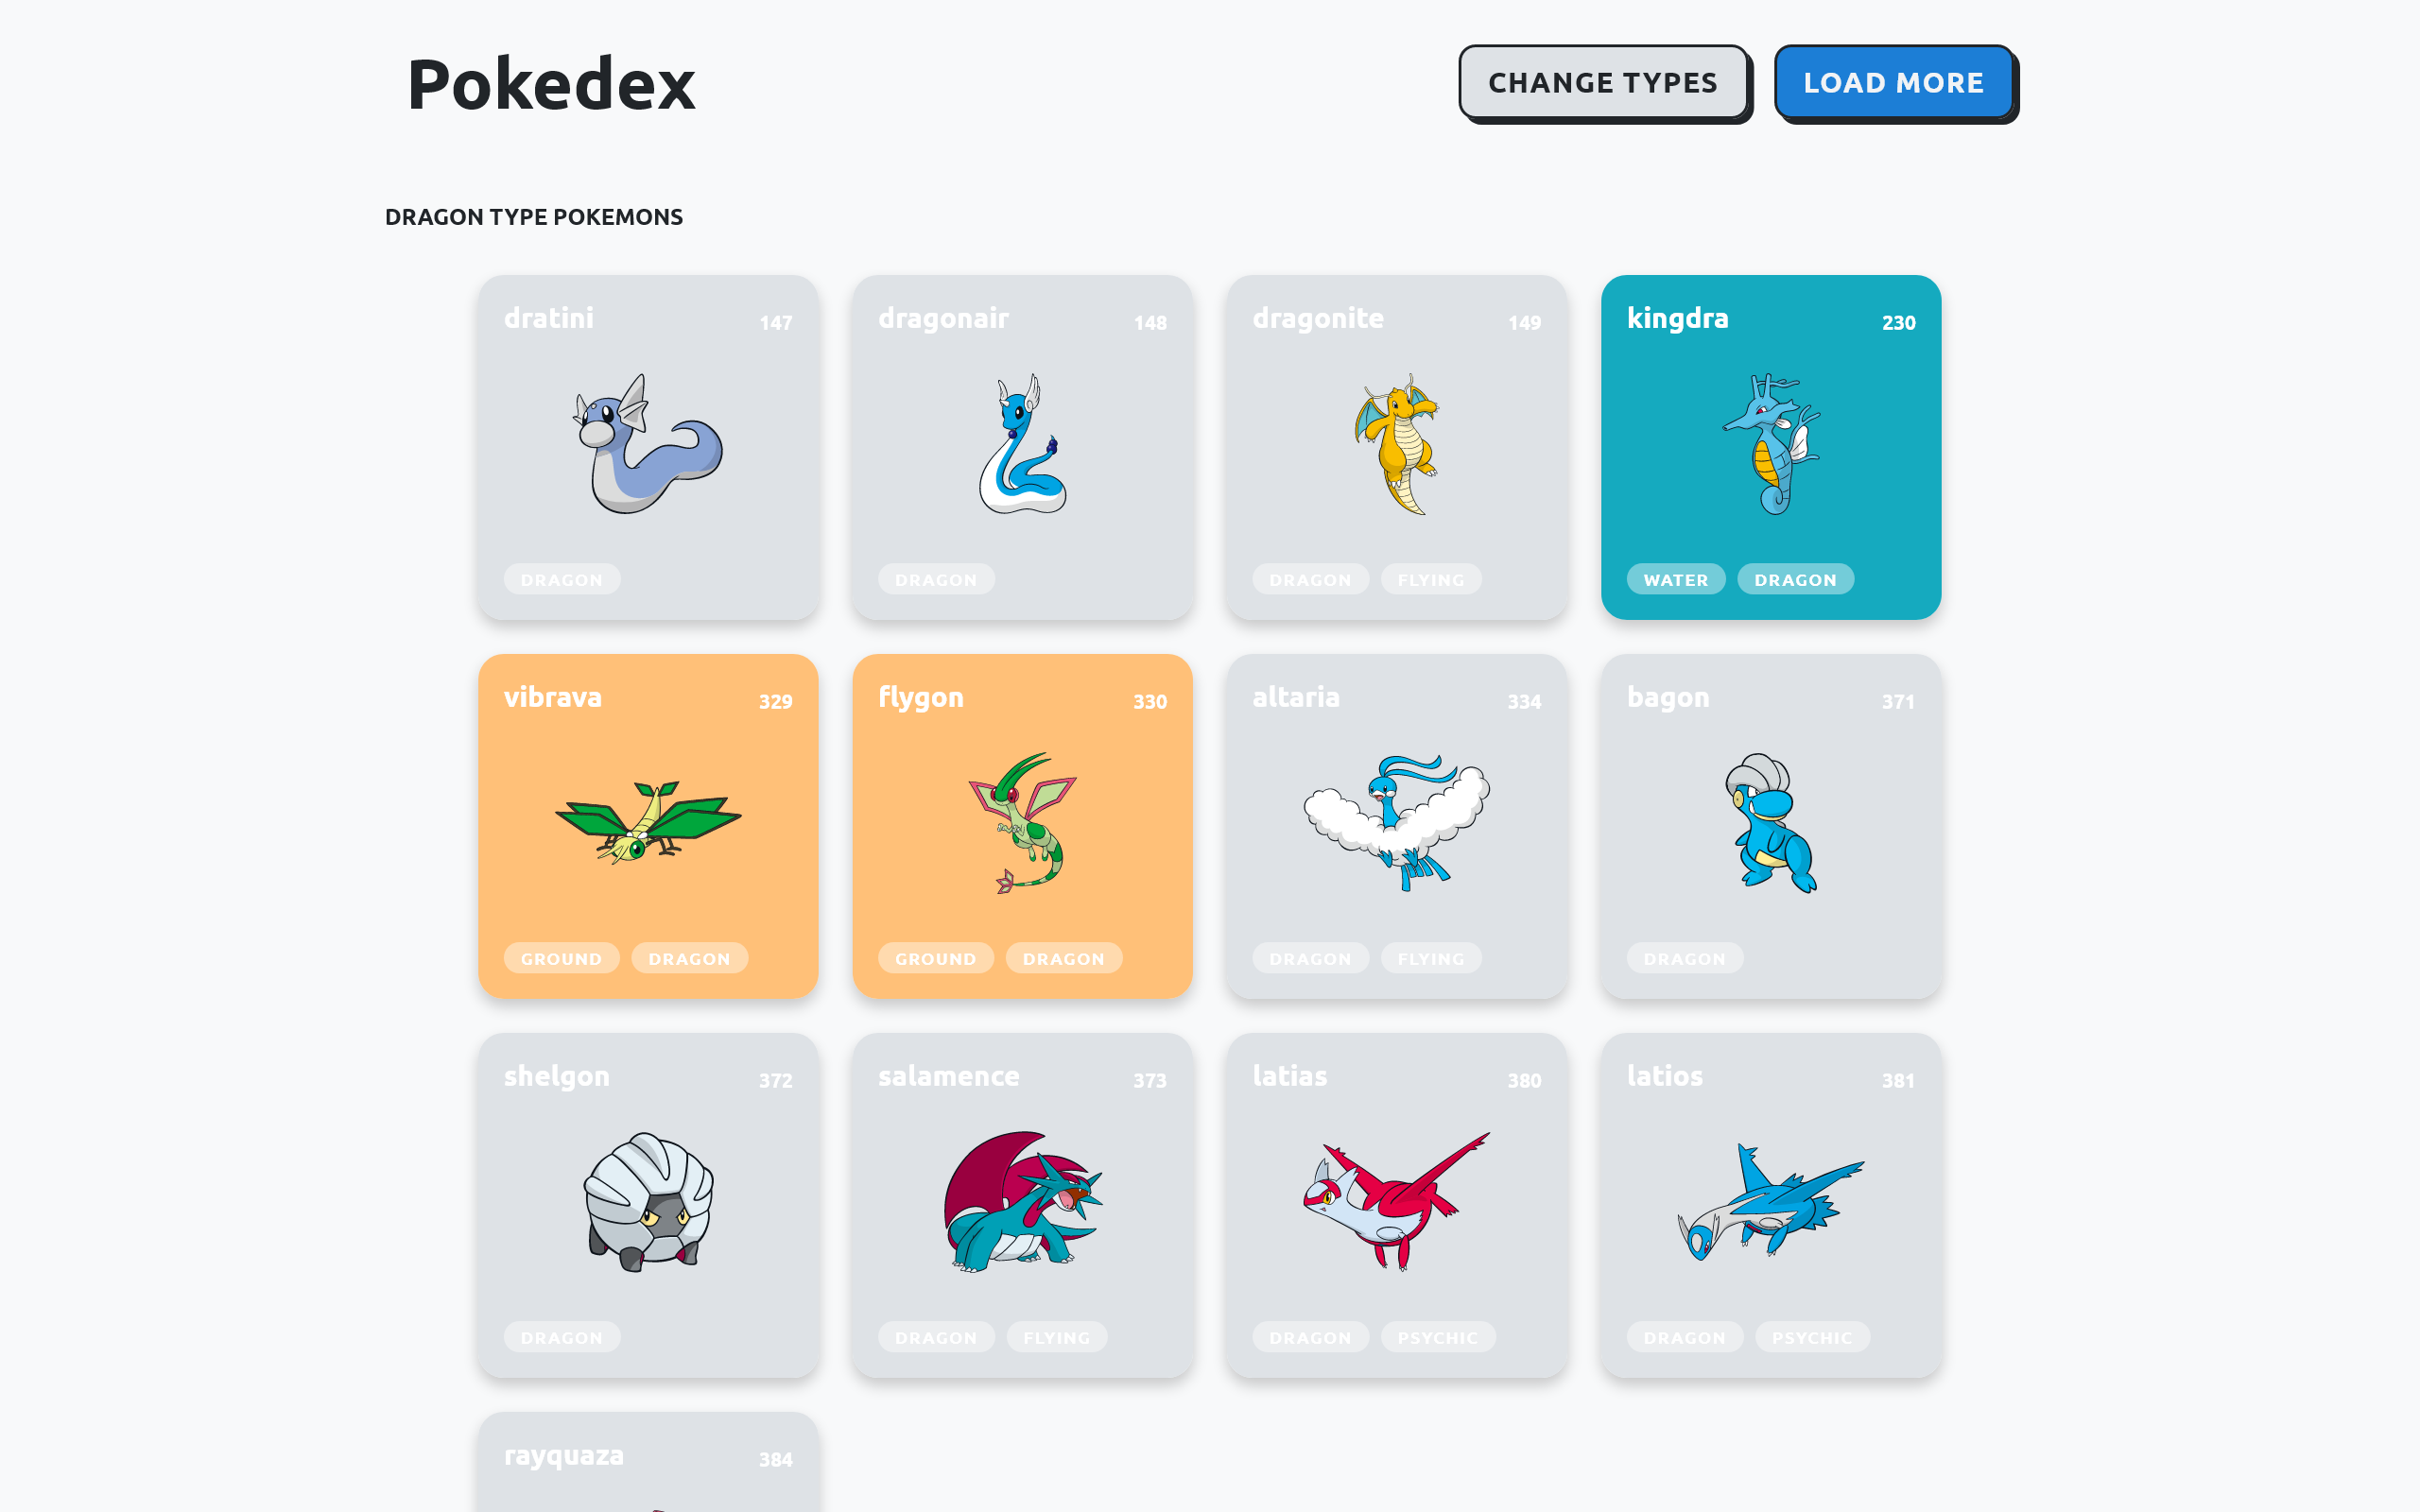 Pokedex
CHANGE TYPES
LOAD MORE
DRAGON TYPE POKEMONS
dratini 147
DRAGON
dragonair 148
DRAGON
dragonite 149
DRAGON FLYING
kingdra 230
WATER DRAGON
vibrava 329
GROUND DRAGON
flygon 330
GROUND DRAGON
altaria 334
DRAGON FLYING
bagon 371
DRAGON
shelgon 372
DRAGON
salamence 373
DRAGON FLYING
latias 380
DRAGON PSYCHIC
latios 381
DRAGON PSYCHIC
rayquaza 384